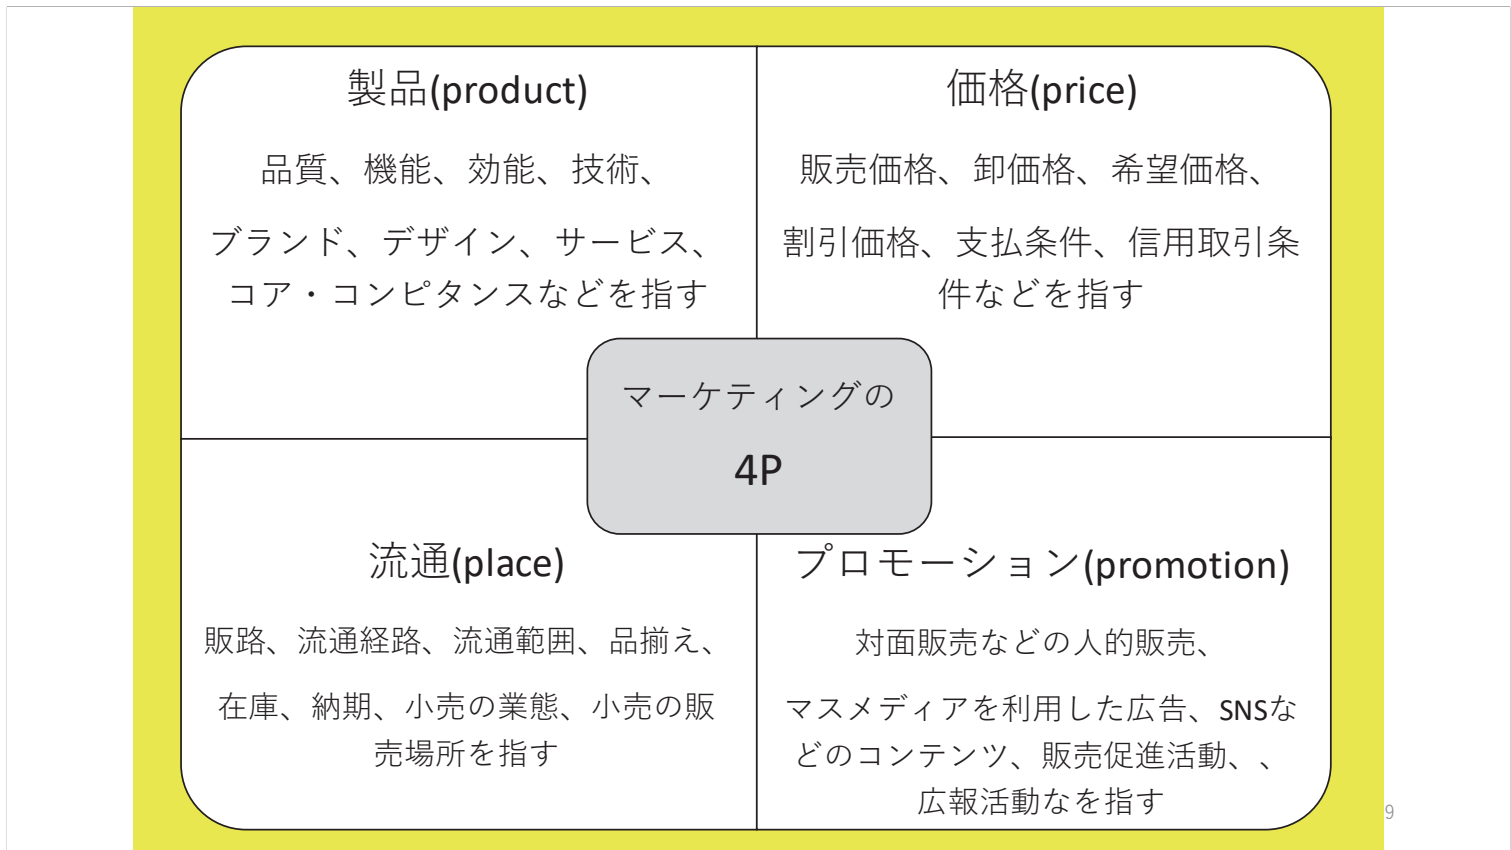 製品(product)
品質、機能、効能、技術、
ブランド、デザイン、サービス、
コア・コンピタンスなどを指す
価格(price)
販売価格、卸価格、希望価格、
割引価格、支払条件、信用取引条
件などを指す
マーケティングの
4P
流通(place)
販路、流通経路、流通範囲、品揃え、
在庫、納期、小売の業態、小売の販
売場所を指す
プロモーション(promotion)
対面販売などの人的販売、
マスメディアを利用した広告、SNSな
どのコンテンツ、販売促進活動、、
広報活動なを指す
9